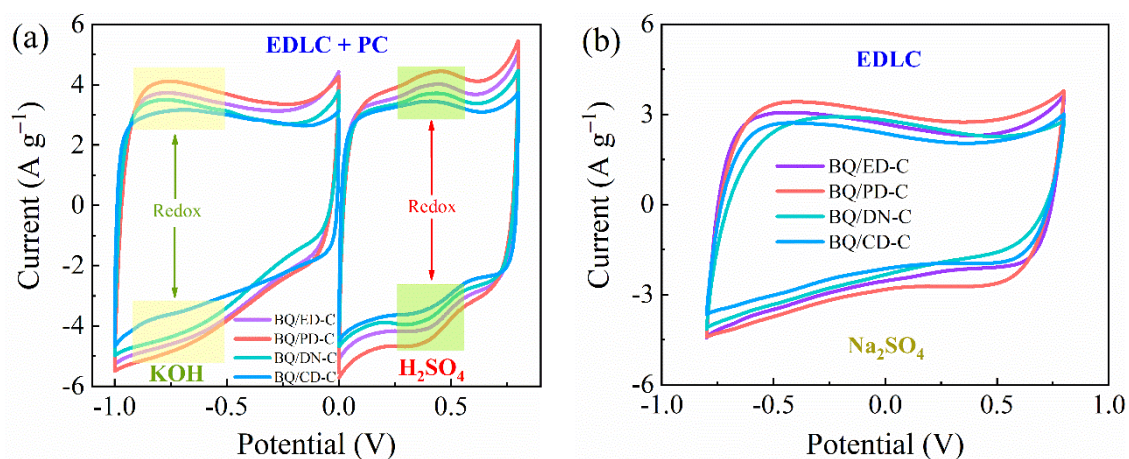 (a)
EDLC + PC
Current (A g⁻¹)
6
4
2
0
-2
-4
-6
Redox
Redox
BQ/ED-C
BQ/PD-C
BQ/DN-C
BQ/CD-C
KOH
H₂SO₄
-1.0
-0.5
0.0
0.5
Potential (V)
(b)
EDLC
Current (A g⁻¹)
6
3
0
-3
-6
BQ/ED-C
BQ/PD-C
BQ/DN-C
BQ/CD-C
Na₂SO₄
-0.5
0.0
0.5
1.0
-1.0
Potential (V)